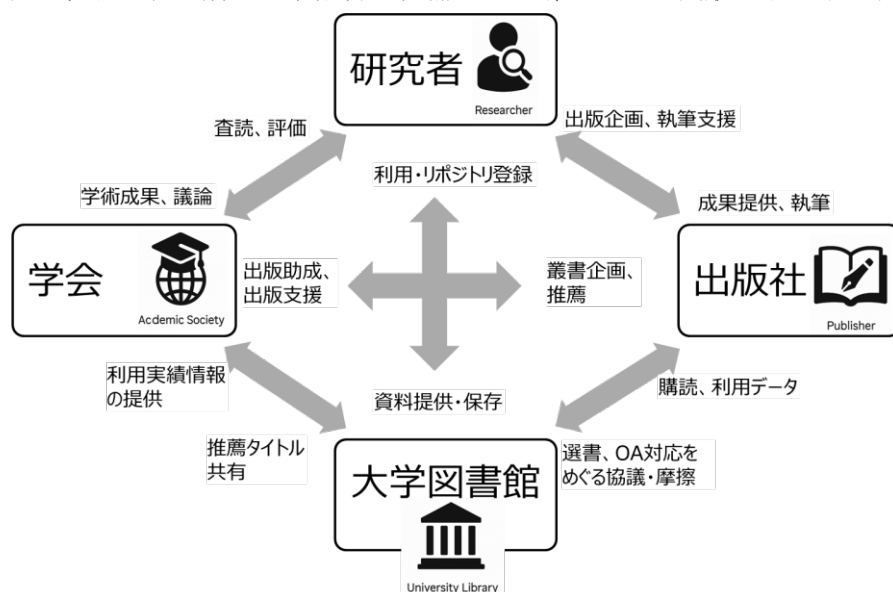 研究者
Researcher
査読、評価
出版企画、執筆支援
学術成果、議論
利用・リポジトリ登録
成果提供、執筆
学会
Acdemic Society
出版助成、
出版支援
叢書企画、
推薦
出版社
Publisher
利用実績情報
の提供
資料提供・保存
購読、利用データ
推薦タイトル
共有
大学図書館
University Library
選書、OA対応を
めぐる協議・摩擦